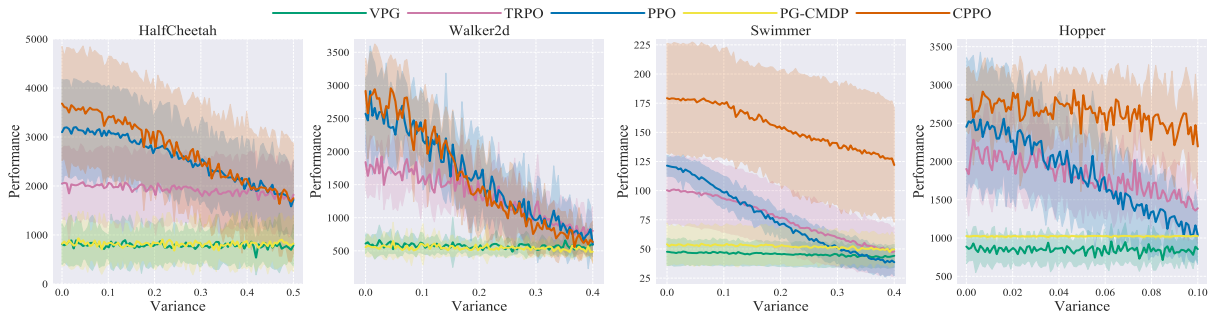 VPG TRPO PPO PG-CMDP CPPO
HalfCheetah
Performance
5000
4000
3000
2000
1000
0
0.0 0.1 0.2 0.3 0.4 0.5
Variance
Walker2d
Performance
3500
3000
2500
2000
1500
1000
500
0.0 0.1 0.2 0.3 0.4
Variance
Swimmer
Performance
225
200
175
150
125
100
75
50
25
0.0 0.1 0.2 0.3 0.4
Variance
Hopper
Performance
3500
3000
2500
2000
1500
1000
500
0.00 0.02 0.04 0.06 0.08 0.10
Variance